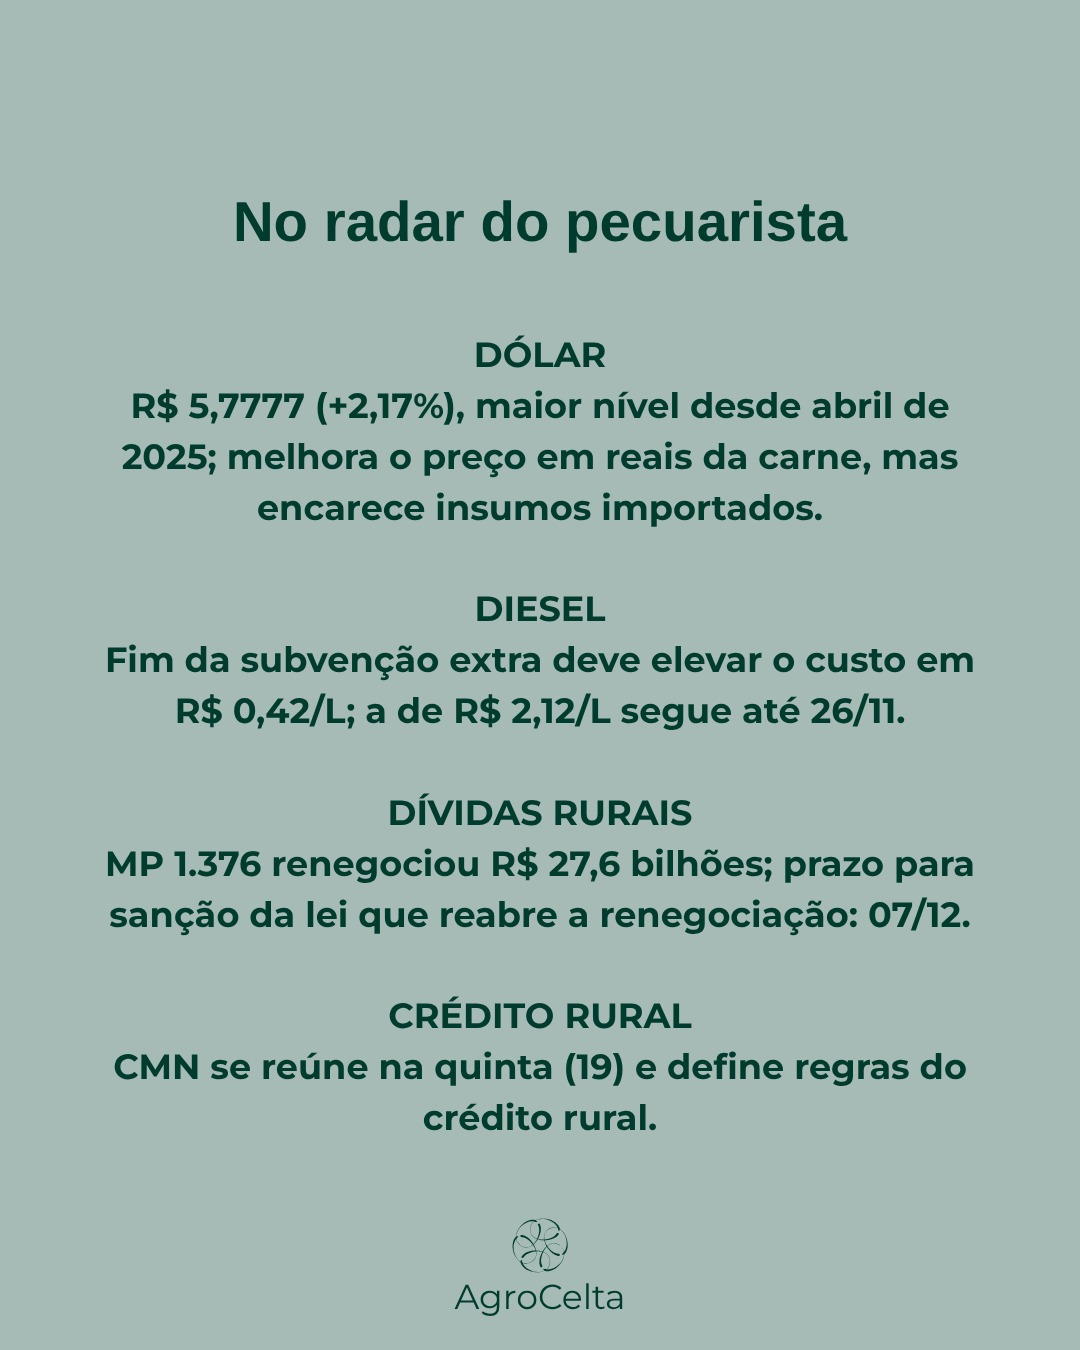 No radar do pecuarista
DÓLAR
R$ 5,7777 (+2,17%), maior nível desde abril de
2025; melhora o preço em reais da carne, mas
encarece insumos importados.
DIESEL
Fim da subvenção extra deve elevar o custo em
R$ 0,42/L; a de R$ 2,12/L segue até 26/11.
DÍVIDAS RURAIS
MP 1.376 renegociou R$ 27,6 bilhões; prazo para
sanção da lei que reabre a renegociação: 07/12.
CRÉDITO RURAL
CMN se reúne na quinta (19) e define regras do
crédito rural.
AgroCelta